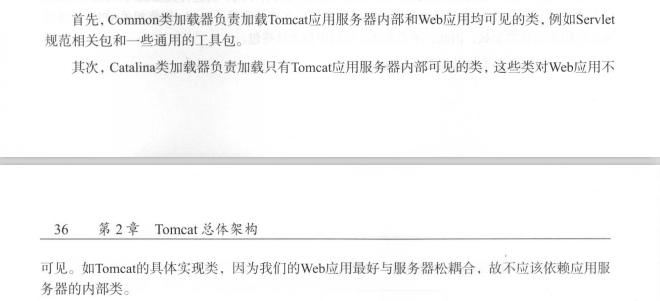 首先，Common类加载器负责加载Tomcat应用服务器内部和Web应用均可见的类，例如Servlet
规范相关包和一些通用的工具包。
其次，Catalina类加载器负责加载只有Tomcat应用服务器内部可见的类，这些类对Web应用不
36 第2章 Tomcat 总体架构
可见。如Tomcat的具体实现类，因为我们的Web应用最好与服务器松耦合，故不应该依赖应用服
务器的内部类。